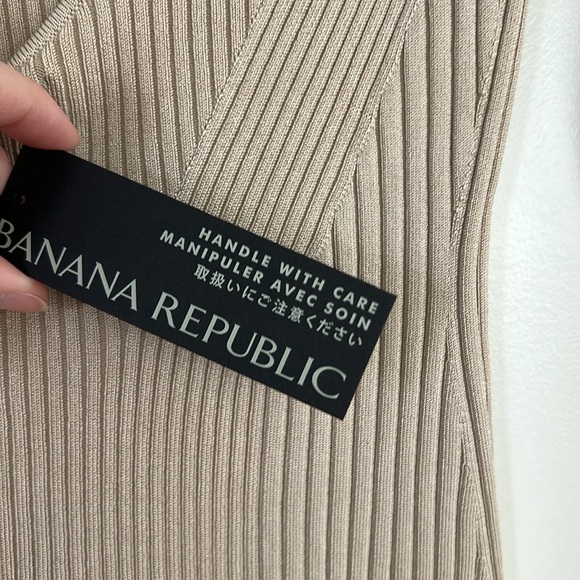 HANDLE WITH CARE
MANIPULER AVEC SOIN
取扱いにご注意ください
BANANA REPUBLIC